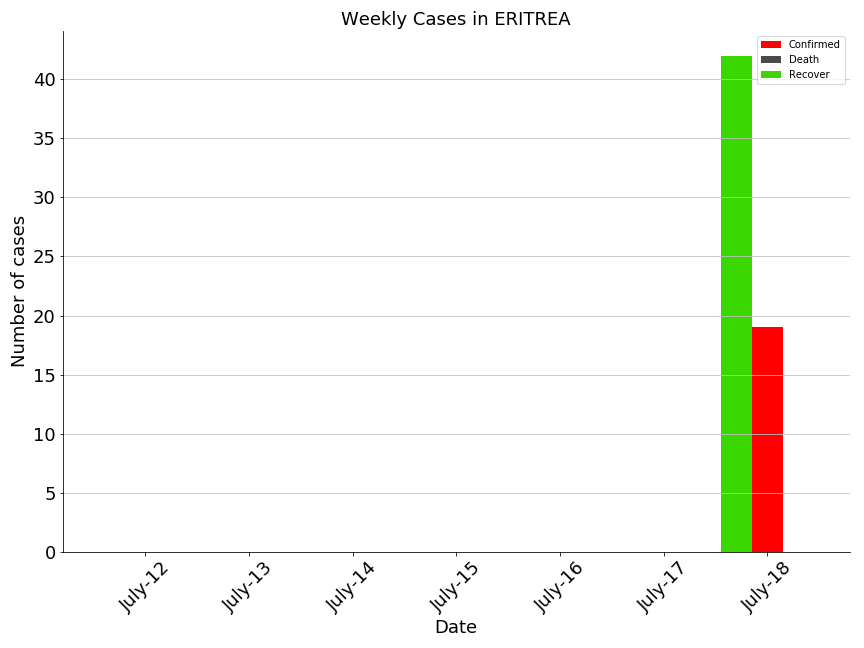 Weekly Cases in ERITREA
Confirmed
Death
Recover
Number of cases
40
35
30
25
20
15
10
5
0
July-12
July-13
July-14
July-15
July-16
July-17
July-18
Date